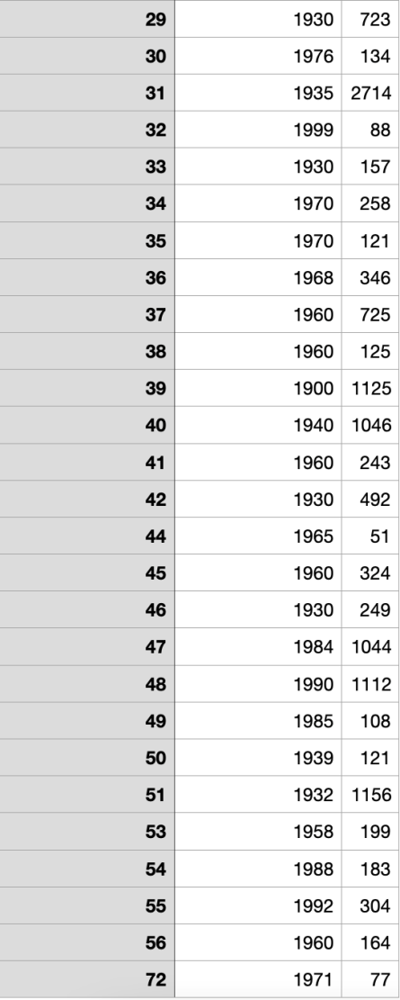 29 1930 723
30 1976 134
31 1935 2714
32 1999 88
33 1930 157
34 1970 258
35 1970 121
36 1968 346
37 1960 725
38 1960 125
39 1900 1125
40 1940 1046
41 1960 243
42 1930 492
44 1965 51
45 1960 324
46 1930 249
47 1984 1044
48 1990 1112
49 1985 108
50 1939 121
51 1932 1156
53 1958 199
54 1988 183
55 1992 304
56 1960 164
72 1971 77